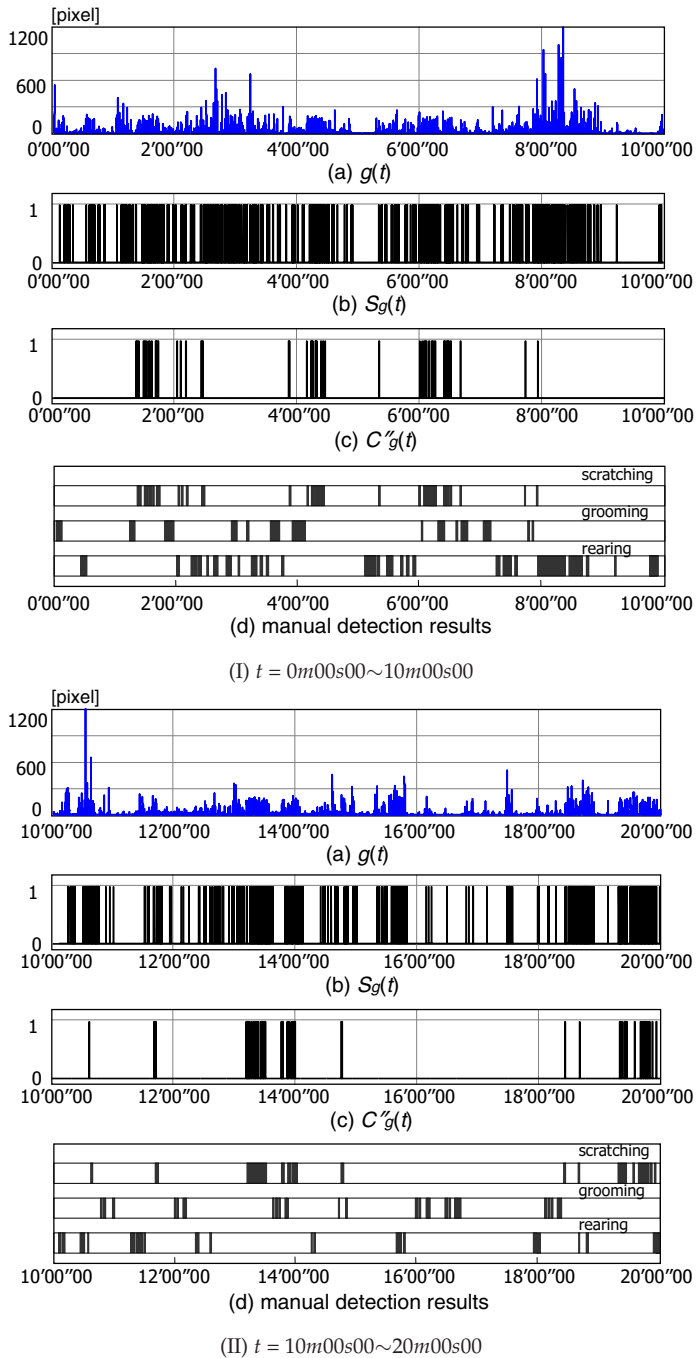 [pixel]
1200
600
0
0'00"00 2'00"00 4'00"00 6'00"00 8'00"00 10'00"00
(a) g(t)
1
0
0'00"00 2'00"00 4'00"00 6'00"00 8'00"00 10'00"00
(b) Sg(t)
1
0
0'00"00 2'00"00 4'00"00 6'00"00 8'00"00 10'00"00
(c) C″g(t)
scratching
grooming
rearing
0'00"00 2'00"00 4'00"00 6'00"00 8'00"00 10'00"00
(d) manual detection results
(I) t = 0m00s00∼10m00s00
[pixel]
1200
600
0
10'00"00 12'00"00 14'00"00 16'00"00 18'00"00 20'00"00
(a) g(t)
1
0
10'00"00 12'00"00 14'00"00 16'00"00 18'00"00 20'00"00
(b) Sg(t)
1
0
10'00"00 12'00"00 14'00"00 16'00"00 18'00"00 20'00"00
(c) C″g(t)
scratching
grooming
rearing
10'00"00 12'00"00 14'00"00 16'00"00 18'00"00 20'00"00
(d) manual detection results
(II) t = 10m00s00∼20m00s00